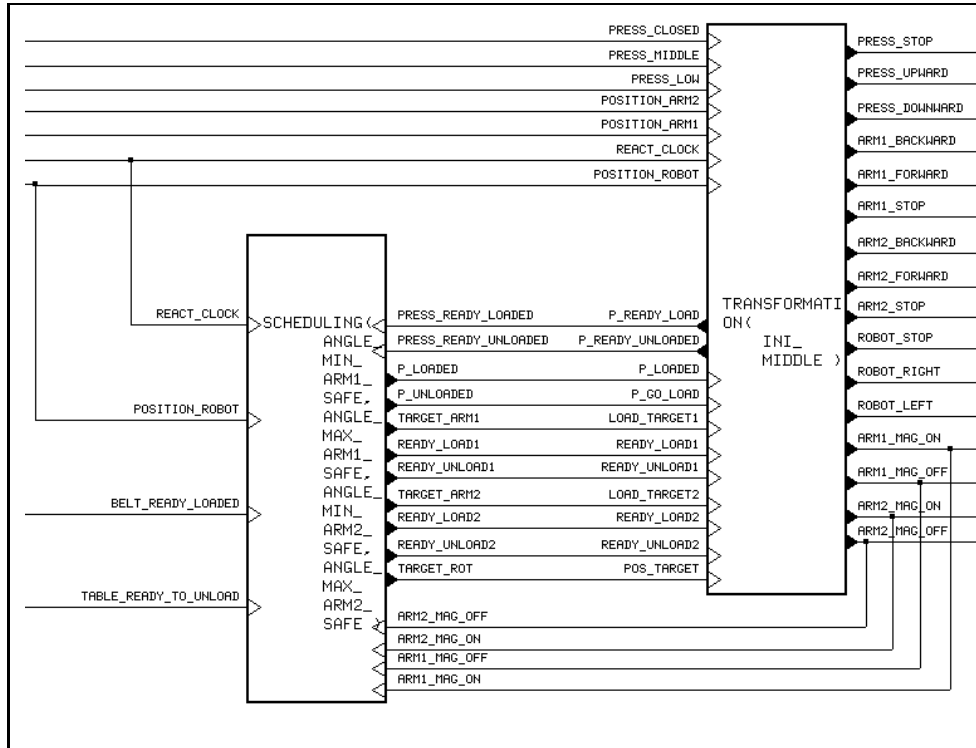 PRESS_CLOSED
PRESS_MIDDLE
PRESS_LOW
POSITION_ARM2
POSITION_ARM1
REACT_CLOCK
POSITION_ROBOT
PRESS_STOP
PRESS_UPWARD
PRESS_DOWNWARD
ARM1_BACKWARD
ARM1_FORWARD
ARM1_STOP
ARM2_BACKWARD
ARM2_FORWARD
ARM2_STOP
ROBOT_STOP
ROBOT_RIGHT
ROBOT_LEFT
ARM1_MAG_ON
ARM1_MAG_OFF
ARM2_MAG_ON
ARM2_MAG_OFF
TRANSFORMATI
ON(
INI_
MIDDLE )
REACT_CLOCK
POSITION_ROBOT
BELT_READY_LOADED
TABLE_READY_TO_UNLOAD
SCHEDULING(
ANGLE_
MIN_
ARM1_
SAFE,
ANGLE_
MAX_
ARM1_
SAFE,
ANGLE_
MIN_
ARM2_
SAFE,
ANGLE_
MAX_
ARM2_
SAFE )
PRESS_READY_LOADED P_READY_LOAD
PRESS_READY_UNLOADED P_READY_UNLOADED
P_LOADED P_LOADED
P_UNLOADED P_GO_LOAD
TARGET_ARM1 LOAD_TARGET1
READY_LOAD1 READY_LOAD1
READY_UNLOAD1 READY_UNLOAD1
TARGET_ARM2 LOAD_TARGET2
READY_LOAD2 READY_LOAD2
READY_UNLOAD2 READY_UNLOAD2
TARGET_ROT POS_TARGET
ARM2_MAG_OFF
ARM2_MAG_ON
ARM1_MAG_OFF
ARM1_MAG_ON